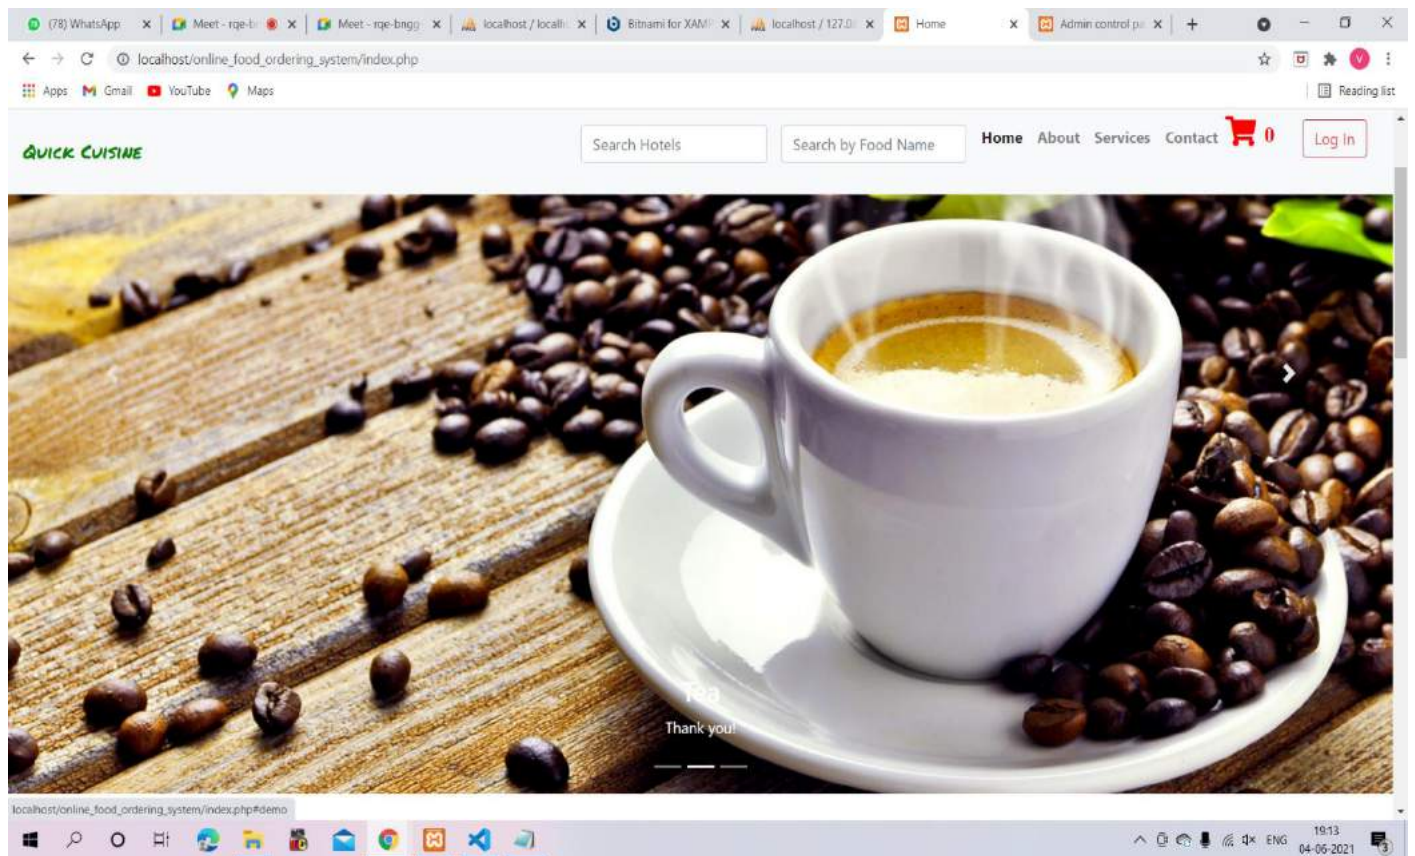 (78) WhatsApp
Meet - rqe-b
Meet - rqe-bngg
localhost / localh
Bitnami for XAMP
localhost / 127.0.
Home
Admin control pa
localhost/online_food_ordering_system/index.php
V
Apps Gmail YouTube Maps
Reading list
QUICK CUISINE
Search Hotels
Search by Food Name
Home About Services Contact 0
Log In
Tea
Thank you!
localhost/online_food_ordering_system/index.php#demo
ENG
19:13
04-06-2021
3